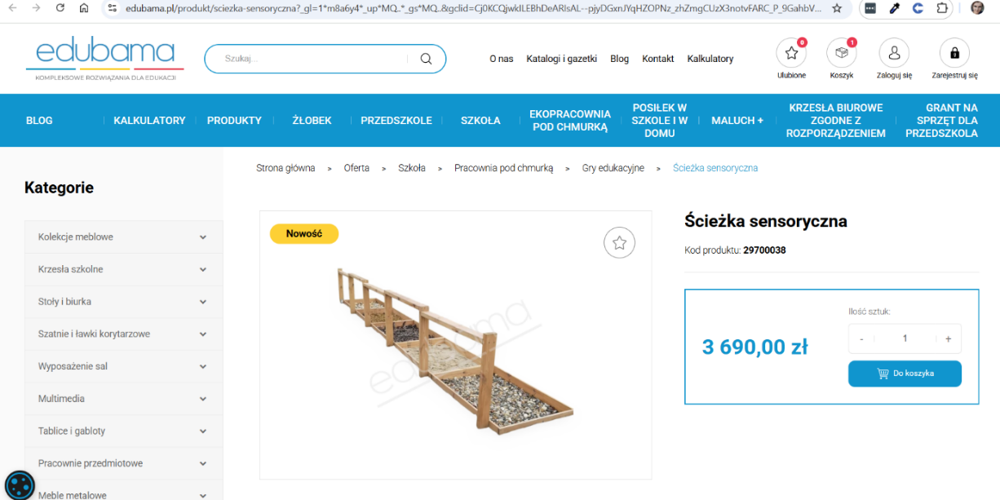 edubama.pl/produkt/sciezka-sensoryczna?_gl=1*m8a6y4*_up*MQ..*_gs*MQ..&gclid=Cj0KCQjwkILEBhDeARIsAL--pjyDGxnJYqHZOPNz_zhZmgCUzX3notvFARC_P_9GahbV...
edubama
KOMPLEKSOWE ROZWIĄZANIA DLA EDUKACJI
Szukaj...
O nas Katalogi i gazetki Blog Kontakt Kalkulatory
0 1
Ulubione Koszyk Zaloguj się Zarejestruj się
BLOG KALKULATORY PRODUKTY ŻŁOBEK PRZEDSZKOLE SZKOŁA
EKOPRACOWNIA
POD CHMURKĄ
POSIŁEK W
SZKOLE I W
DOMU
MALUCH +
KRZESŁA BIUROWE
ZGODNE Z
ROZPORZĄDZENIEM
GRANT NA
SPRZĘT DLA
PRZEDSZKOLA
Strona główna » Oferta » Szkoła » Pracownia pod chmurką » Gry edukacyjne » Ścieżka sensoryczna
Kategorie
Kolekcje meblowe
Krzesła szkolne
Stoły i biurka
Szatnie i ławki korytarzowe
Wyposażenie sal
Multimedia
Tablice i gabloty
Pracownie przedmiotowe
Meble metalowe
Nowość
edubama
Ścieżka sensoryczna
Kod produktu: 29700038
Ilość sztuk:
3 690,00 zł
- 1 +
Do koszyka